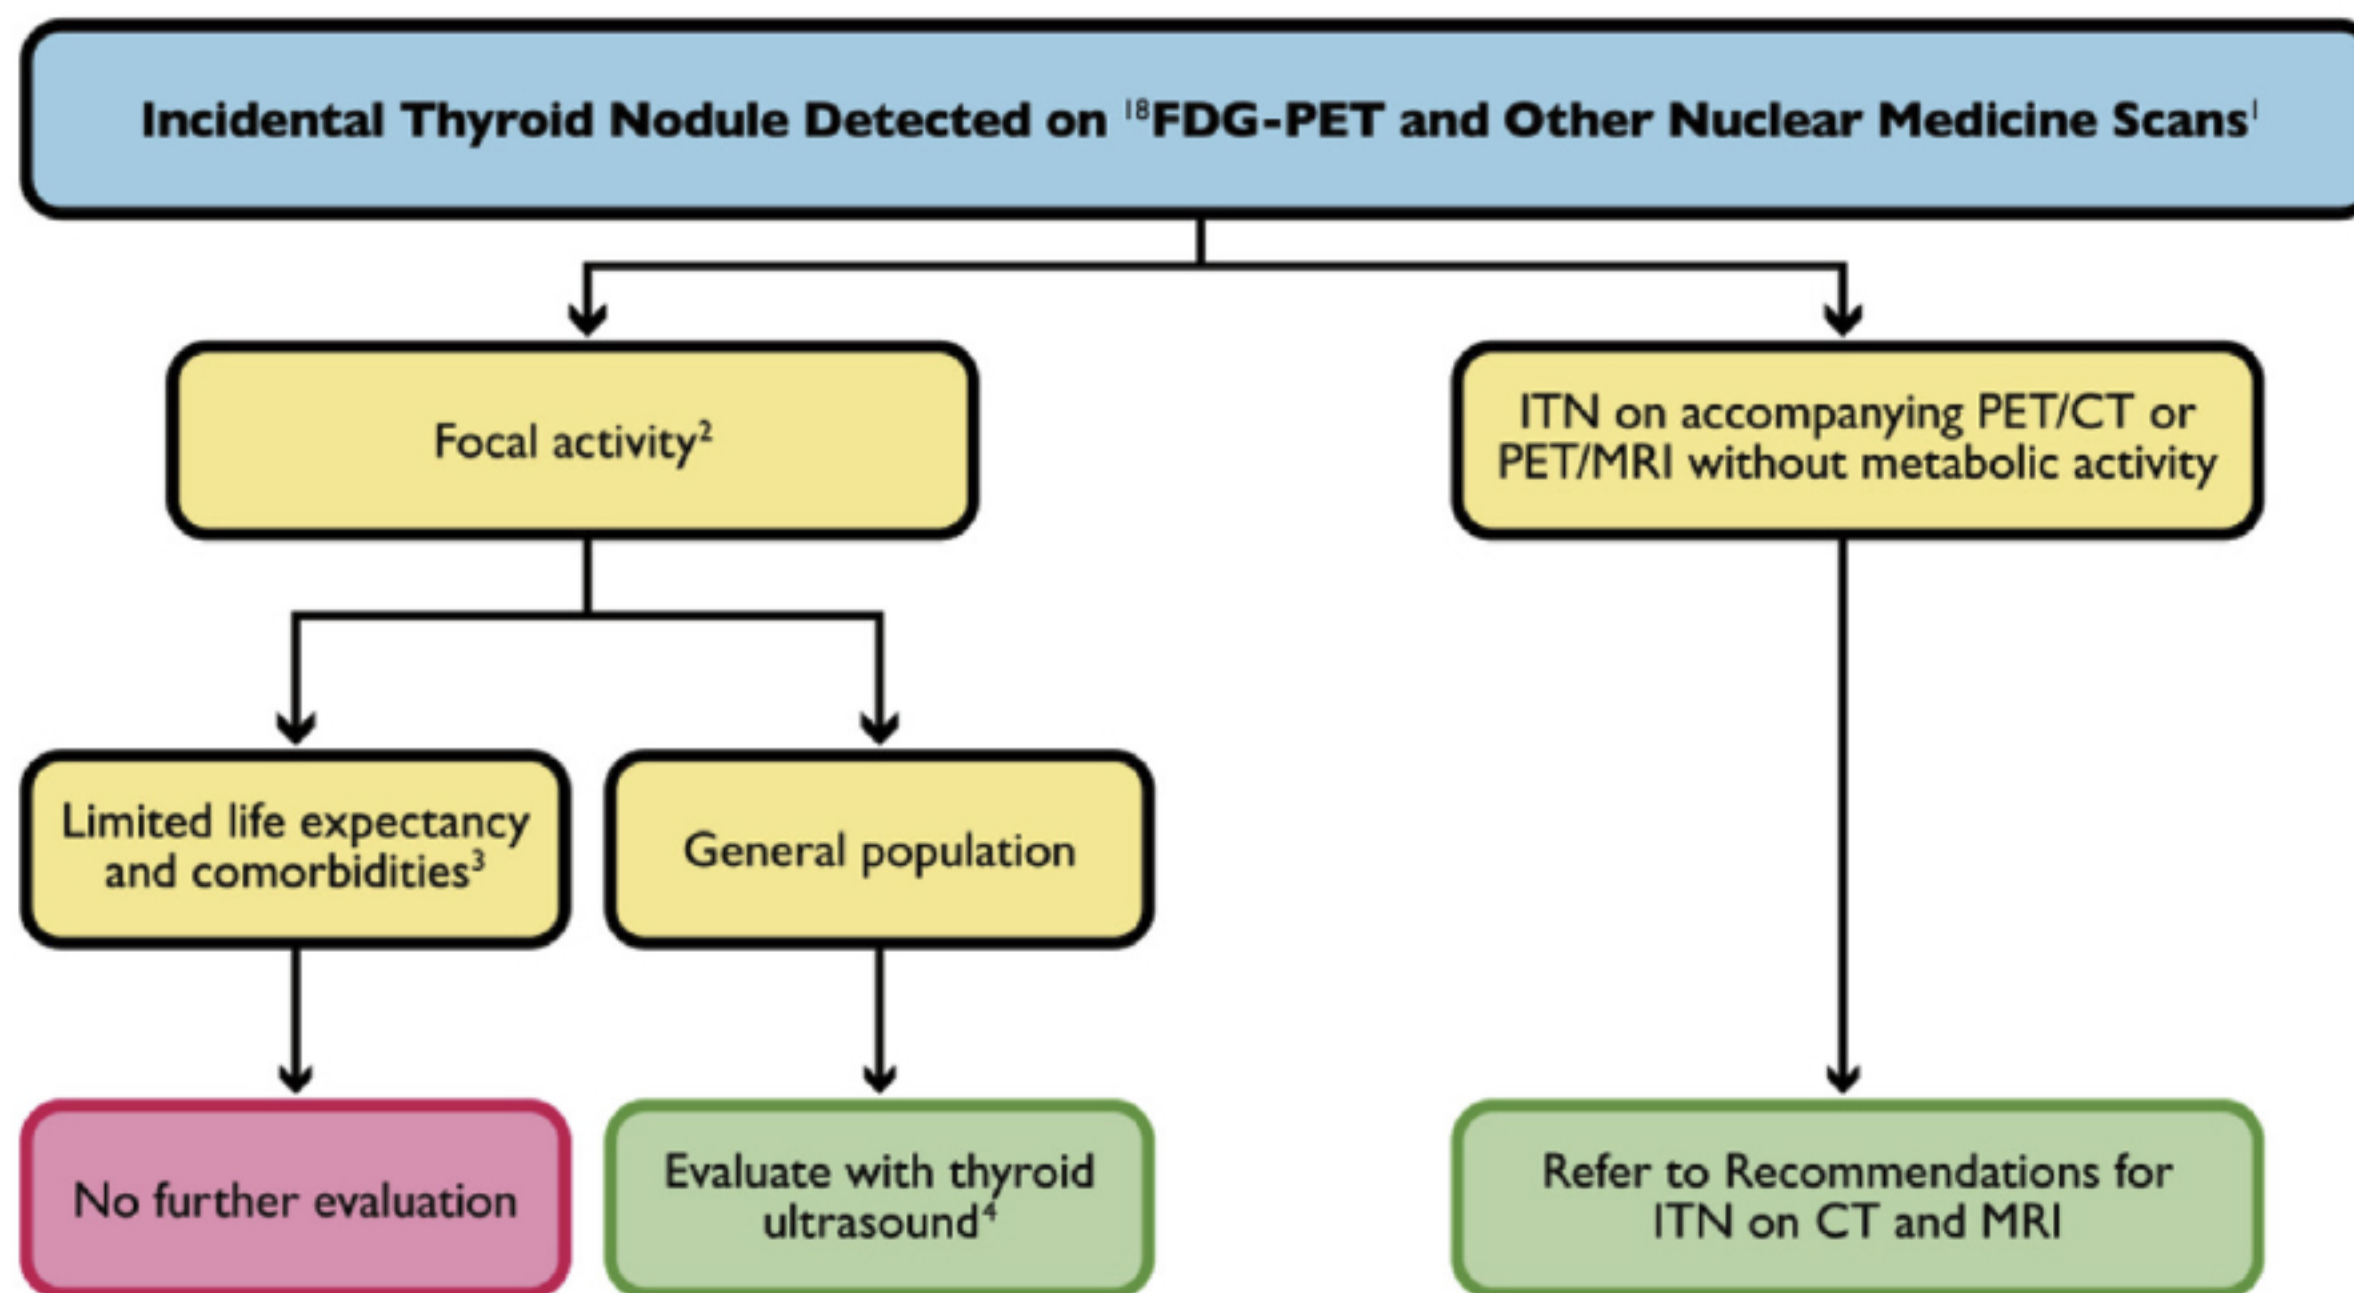 Incidental Thyroid Nodule Detected on ¹⁸FDG-PET and Other Nuclear Medicine Scans¹
Focal activity²
ITN on accompanying PET/CT or
PET/MRI without metabolic activity
Limited life expectancy
and comorbidities³
General population
No further evaluation
Evaluate with thyroid
ultrasound⁴
Refer to Recommendations for
ITN on CT and MRI